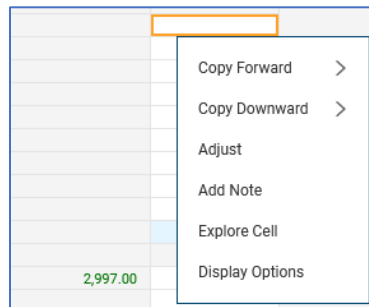 Copy Forward
Copy Downward
Adjust
Add Note
Explore Cell
Display Options
2,997.00